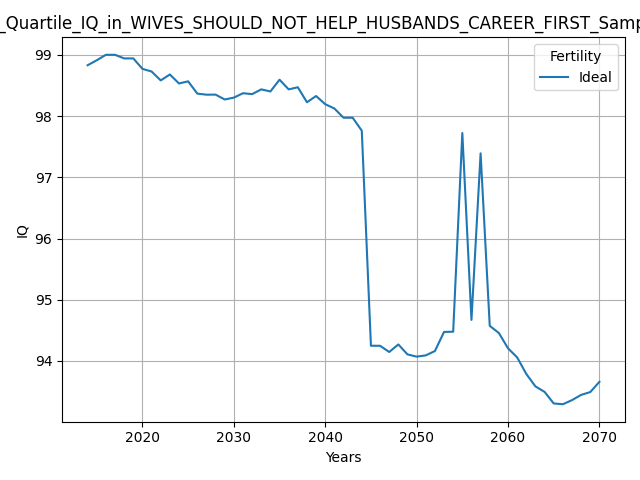 _Quartile_IQ_in_WIVES_SHOULD_NOT_HELP_HUSBANDS_CAREER_FIRST_Samp
Fertility
Ideal
99
98
97
96
95
94
IQ
2020 2030 2040 2050 2060 2070
Years